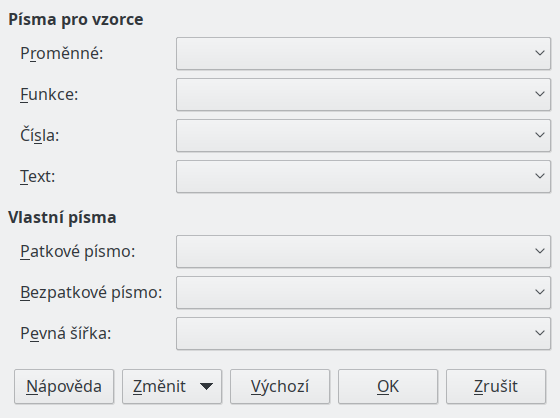 Písma pro vzorce
Proměnné:
Funkce:
Čísla:
Text:
Vlastní písma
Patkové písmo:
Bezpatkové písmo:
Pevná šířka:
Nápověda Změnit Výchozí OK Zrušit